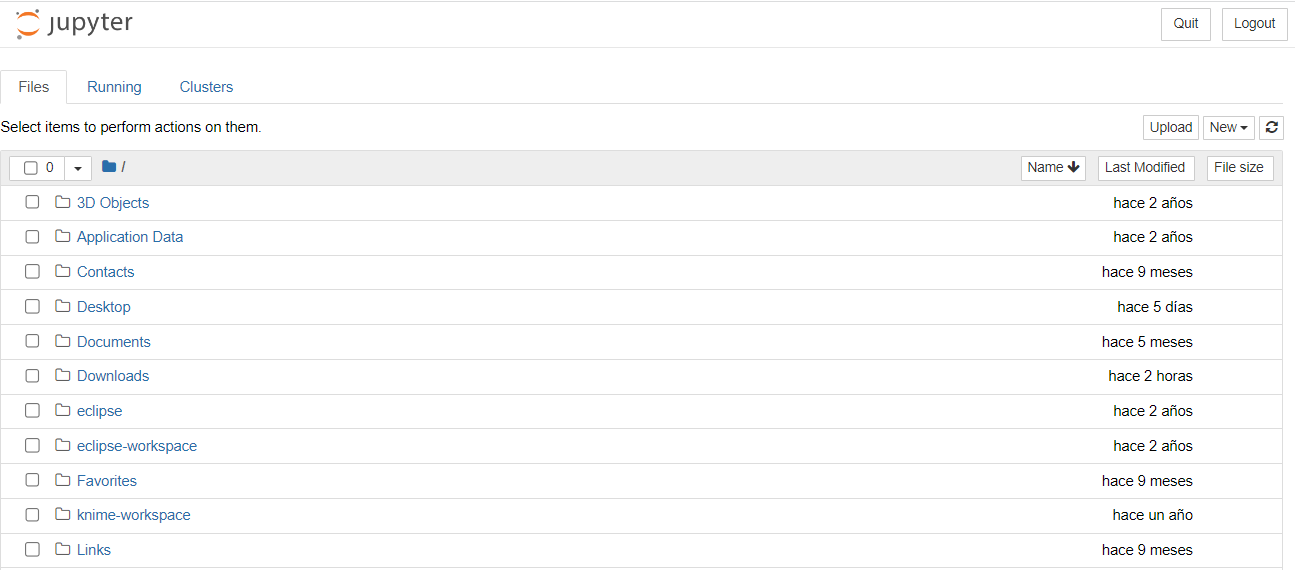 jupyter Quit Logout
Files Running Clusters
Select items to perform actions on them. Upload New
0 / Name Last Modified File size
3D Objects hace 2 años
Application Data hace 2 años
Contacts hace 9 meses
Desktop hace 5 días
Documents hace 5 meses
Downloads hace 2 horas
eclipse hace 2 años
eclipse-workspace hace 2 años
Favorites hace 9 meses
knime-workspace hace un año
Links hace 9 meses